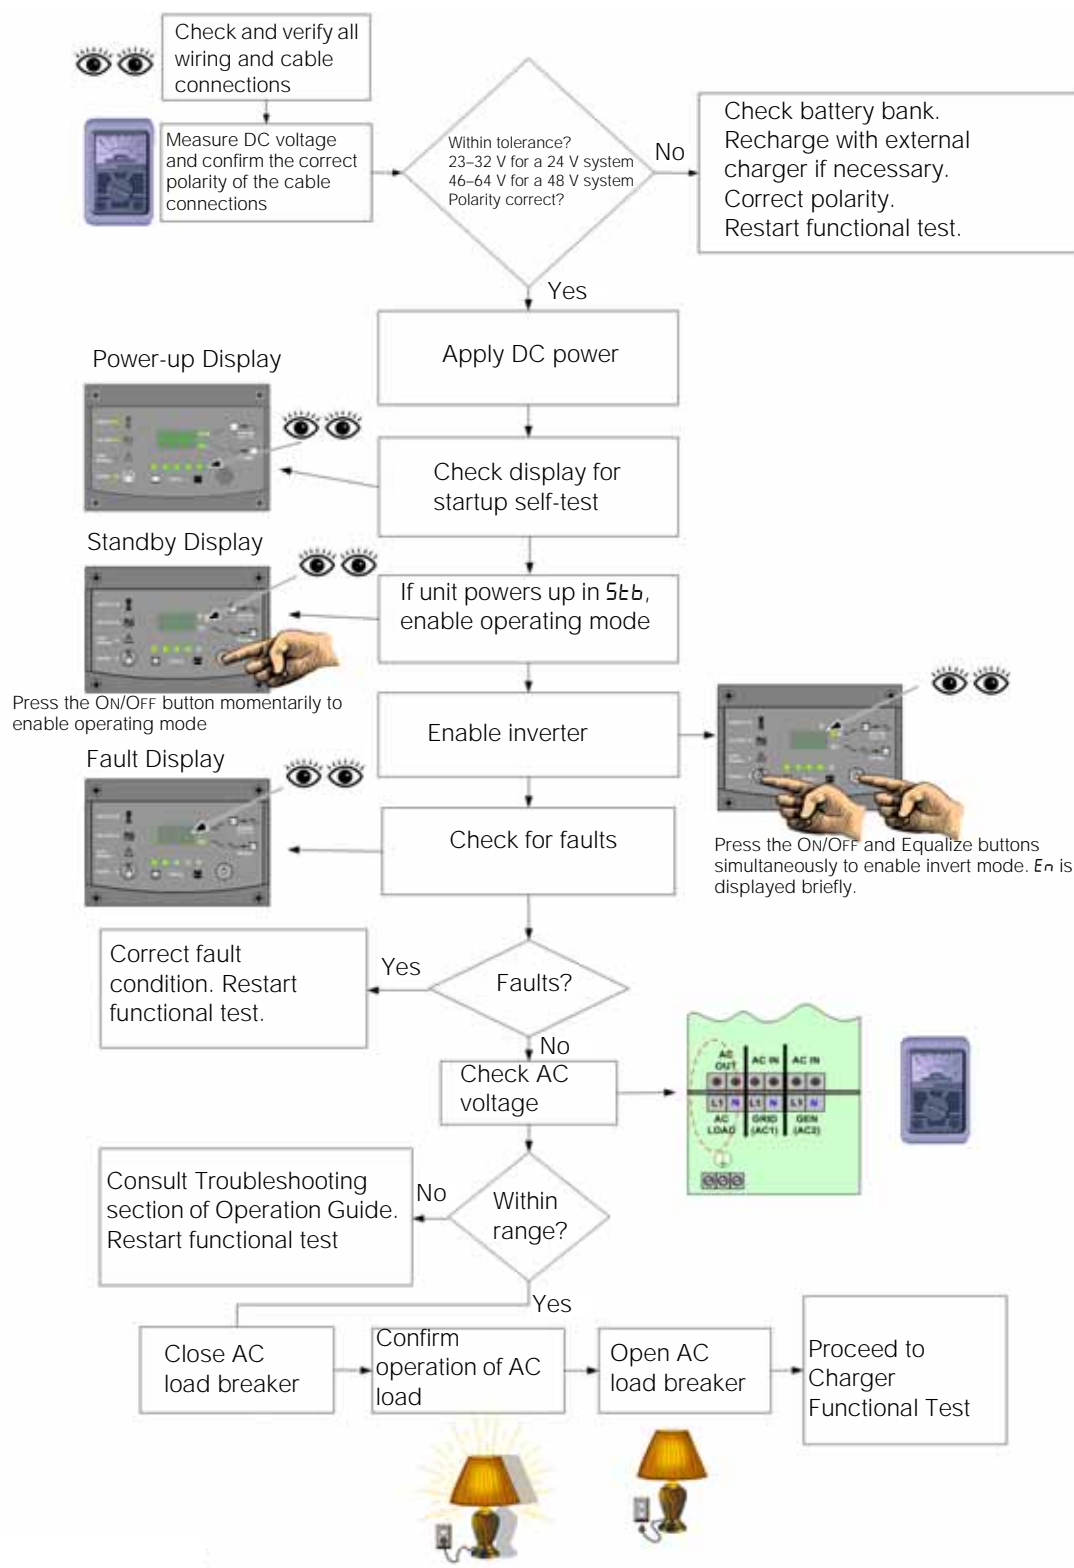 Check and verify all
wiring and cable
connections
Measure DC voltage
and confirm the correct
polarity of the cable
connections
Within tolerance?
23–32 V for a 24 V system
46–64 V for a 48 V system
Polarity correct?
No
Check battery bank.
Recharge with external
charger if necessary.
Correct polarity.
Restart functional test.
Yes
Apply DC power
Power-up Display
Check display for
startup self-test
Standby Display
If unit powers up in Stb,
enable operating mode
Press the ON/OFF button momentarily to
enable operating mode
Enable inverter
Press the ON/OFF and Equalize buttons
simultaneously to enable invert mode. En is
displayed briefly.
Fault Display
Check for faults
Faults?
Yes
Correct fault
condition. Restart
functional test.
No
Check AC
voltage
AC OUT
AC IN
AC IN
L1 N L1 N L1 N
AC LOAD
GRID (AC1)
GEN (AC2)
Within
range?
No
Consult Troubleshooting
section of Operation Guide.
Restart functional test
Yes
Close AC
load breaker
Confirm
operation of AC
load
Open AC
load breaker
Proceed to
Charger
Functional Test